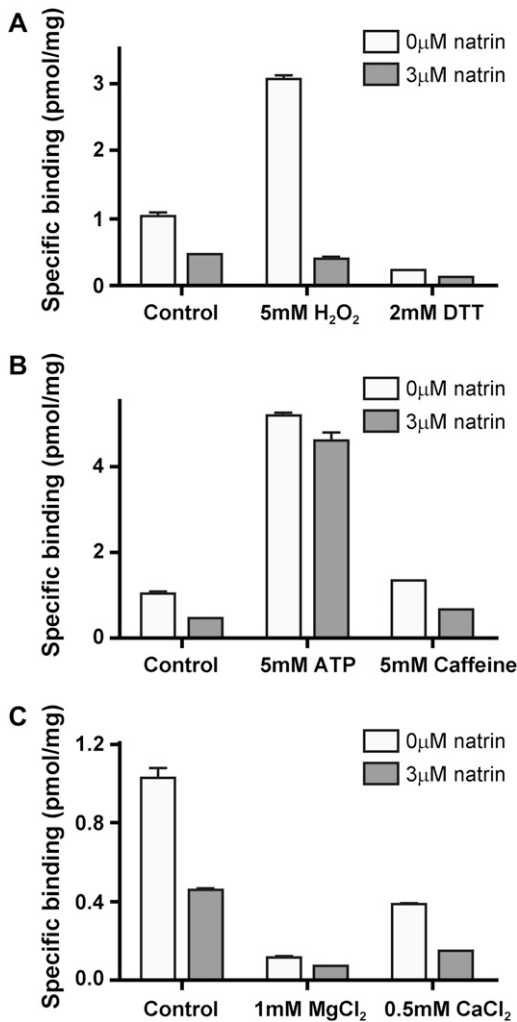 A
0μM natrin
3μM natrin
Specific binding (pmol/mg)
3
2
1
0
Control
5mM H₂O₂
2mM DTT
B
0μM natrin
3μM natrin
Specific binding (pmol/mg)
4
2
0
Control
5mM ATP
5mM Caffeine
C
0μM natrin
3μM natrin
Specific binding (pmol/mg)
1.2
0.8
0.4
0.0
Control
1mM MgCl₂
0.5mM CaCl₂